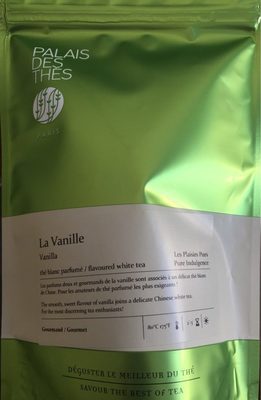 PALAIS
DES
THÉS
PARIS
La Vanille
Vanilla
Les Plaisirs Purs
Pure Indulgence
thé blanc parfumé / flavoured white tea
Les parfums doux et gourmands de la vanille sont associés à un délicat thé blanc
de Chine. Pour les amateurs de thé parfumé les plus exigeants !
The smooth, sweet flavour of vanilla joins a delicate Chinese white tea.
For the most discerning tea enthusiasts!
Gourmand / Gourmet
80°C 175°F
DÉGUSTER LE MEILLEUR DU THÉ
SAVOUR THE BEST OF TEA